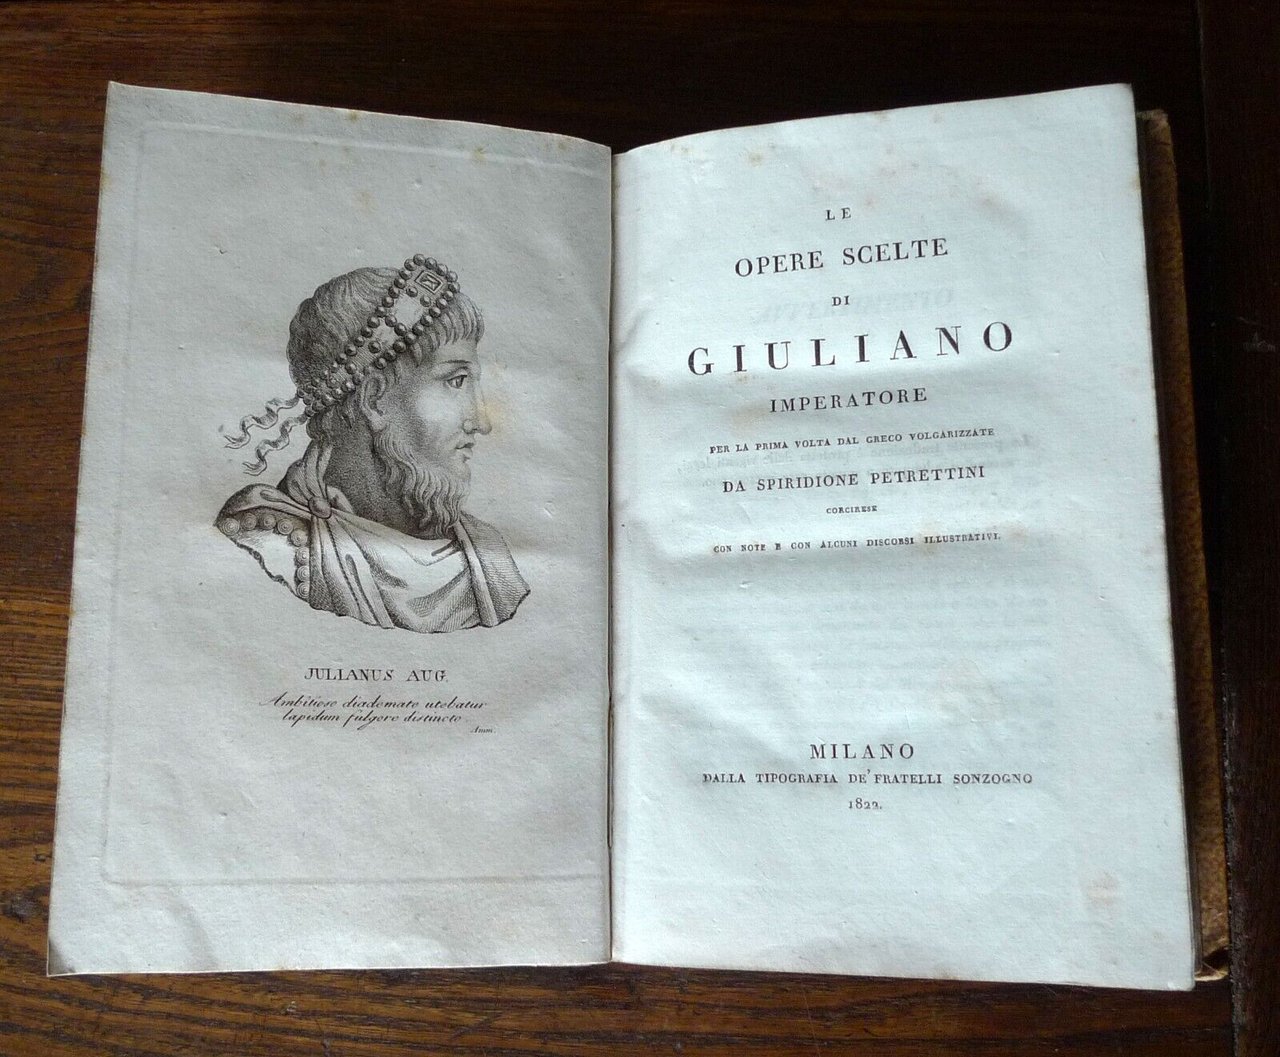 JULIANUS AUG.
Ambitioso diademate utebatur
lapidum fulgore distincto.
Amm.
LE
OPERE SCELTE
DI
GIULIANO
IMPERATORE
PER LA PRIMA VOLTA DAL GRECO VOLGARIZZATE
DA SPIRIDIONE PETRETTINI
CORCIRESE
CON NOTE E CON ALCUNI DISCORSI ILLUSTRATIVI.
MILANO
DALLA TIPOGRAFIA DE' FRATELLI SONZOGNO
1822.